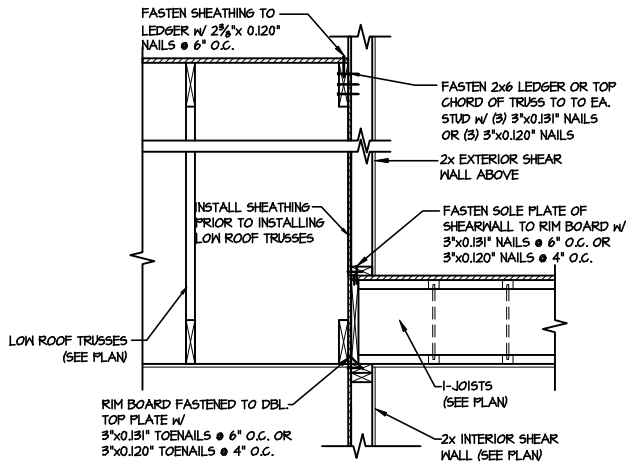 FASTEN SHEATHING TO
LEDGER W/ 2⅜"x 0.120"
NAILS @ 6" O.C.
FASTEN 2x6 LEDGER OR TOP
CHORD OF TRUSS TO TO EA.
STUD W/ (3) 3"x0.131" NAILS
OR (3) 3"x0.120" NAILS
2x EXTERIOR SHEAR
WALL ABOVE
INSTALL SHEATHING
PRIOR TO INSTALLING
LOW ROOF TRUSSES
FASTEN SOLE PLATE OF
SHEARWALL TO RIM BOARD W/
3"x0.131" NAILS @ 6" O.C. OR
3"x0.120" NAILS @ 4" O.C.
LOW ROOF TRUSSES
(SEE PLAN)
RIM BOARD FASTENED TO DBL.
TOP PLATE W/
3"x0.131" TOENAILS @ 6" O.C. OR
3"x0.120" TOENAILS @ 4" O.C.
I-JOISTS
(SEE PLAN)
2x INTERIOR SHEAR
WALL (SEE PLAN)